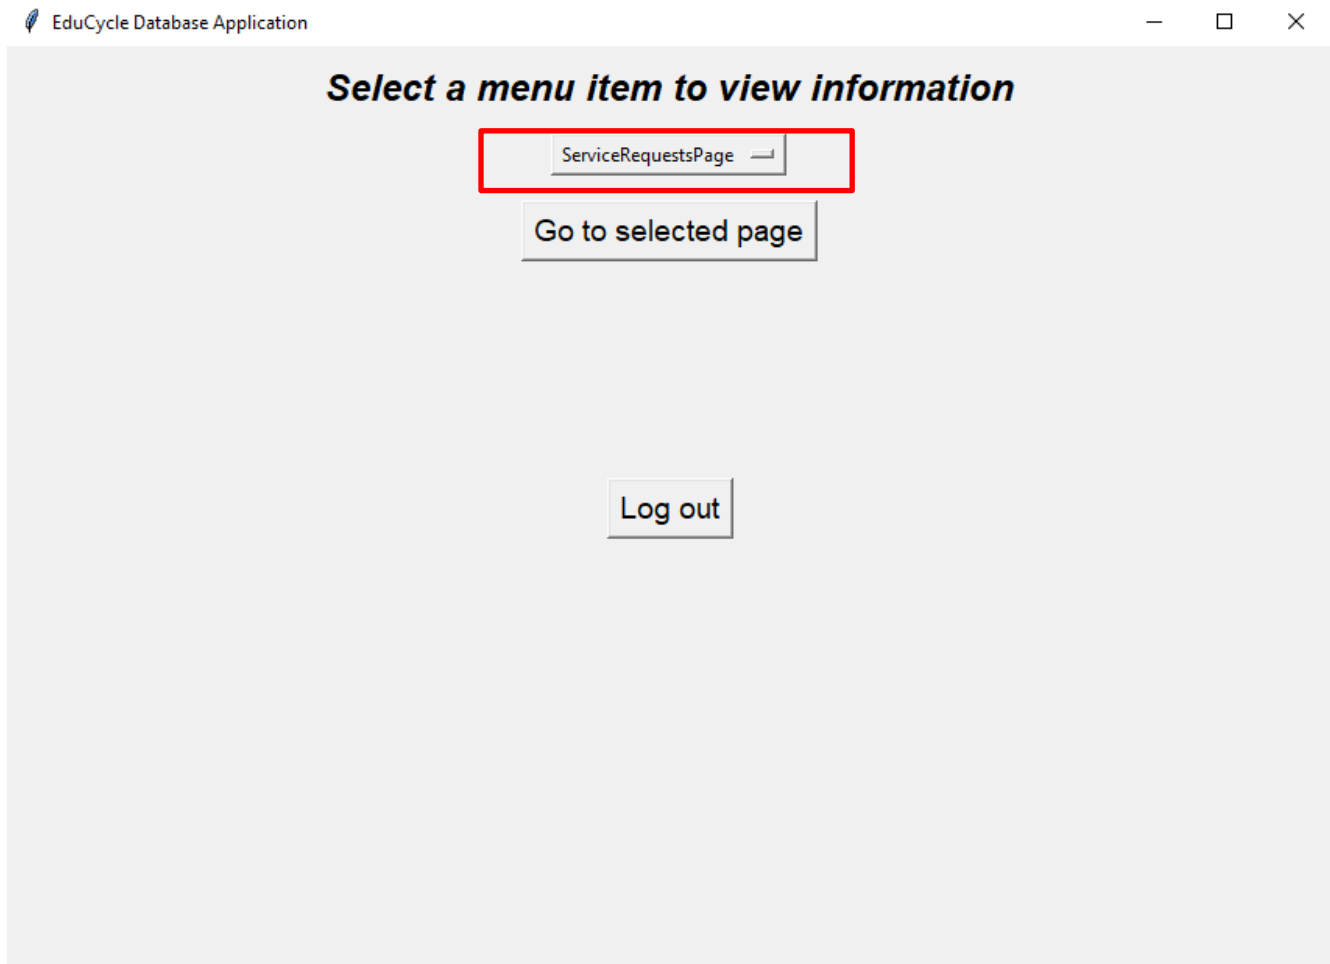 EduCycle Database Application
Select a menu item to view information
ServiceRequestsPage
Go to selected page
Log out